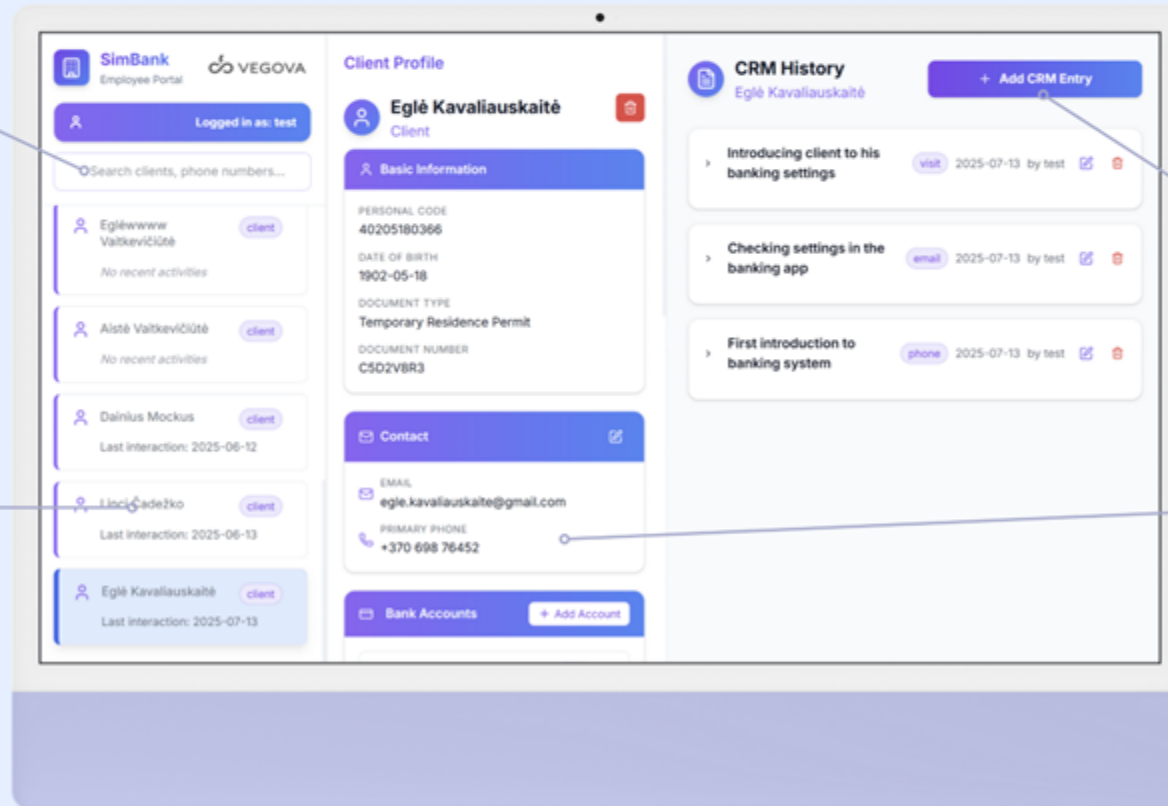 SimBank
Employee Portal
VEGOVA
Logged in as: test
Search clients, phone numbers...
Eglėwwww
Vaitkevičiūtė
client
No recent activities
Aistė Vaitkevičiūtė
client
No recent activities
Dainius Mockus
client
Last interaction: 2025-06-12
Linci Čadežko
client
Last interaction: 2025-06-13
Eglė Kavaliauskaitė
client
Last interaction: 2025-07-13
Client Profile
Eglė Kavaliauskaitė
Client
Basic Information
PERSONAL CODE
40205180366
DATE OF BIRTH
1902-05-18
DOCUMENT TYPE
Temporary Residence Permit
DOCUMENT NUMBER
C5D2V8R3
Contact
EMAIL
egle.kavaliauskaite@gmail.com
PRIMARY PHONE
+370 698 76452
Bank Accounts
+ Add Account
CRM History
Eglė Kavaliauskaitė
+ Add CRM Entry
Introducing client to his
banking settings
visit 2025-07-13 by test
Checking settings in the
banking app
email 2025-07-13 by test
First introduction to
banking system
phone 2025-07-13 by test